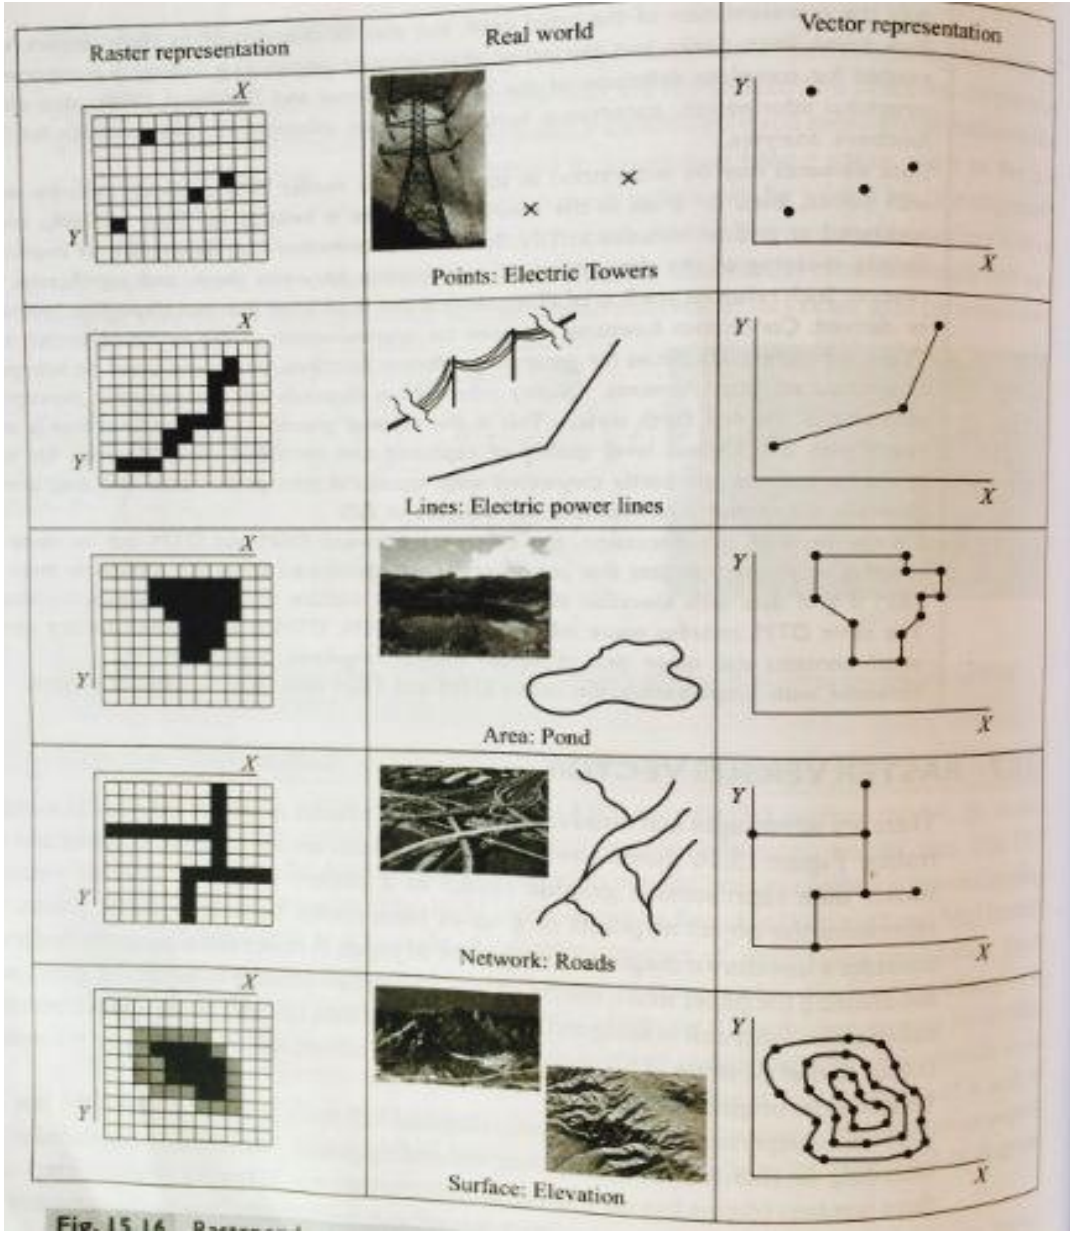 Raster representation
Real world
Vector representation
X
Y
Y
X
Points: Electric Towers
X
Y
Y
X
Lines: Electric power lines
X
Y
Y
X
Area: Pond
X
Y
Y
X
Network: Roads
X
Y
Y
X
Surface: Elevation
Fig. 15.16